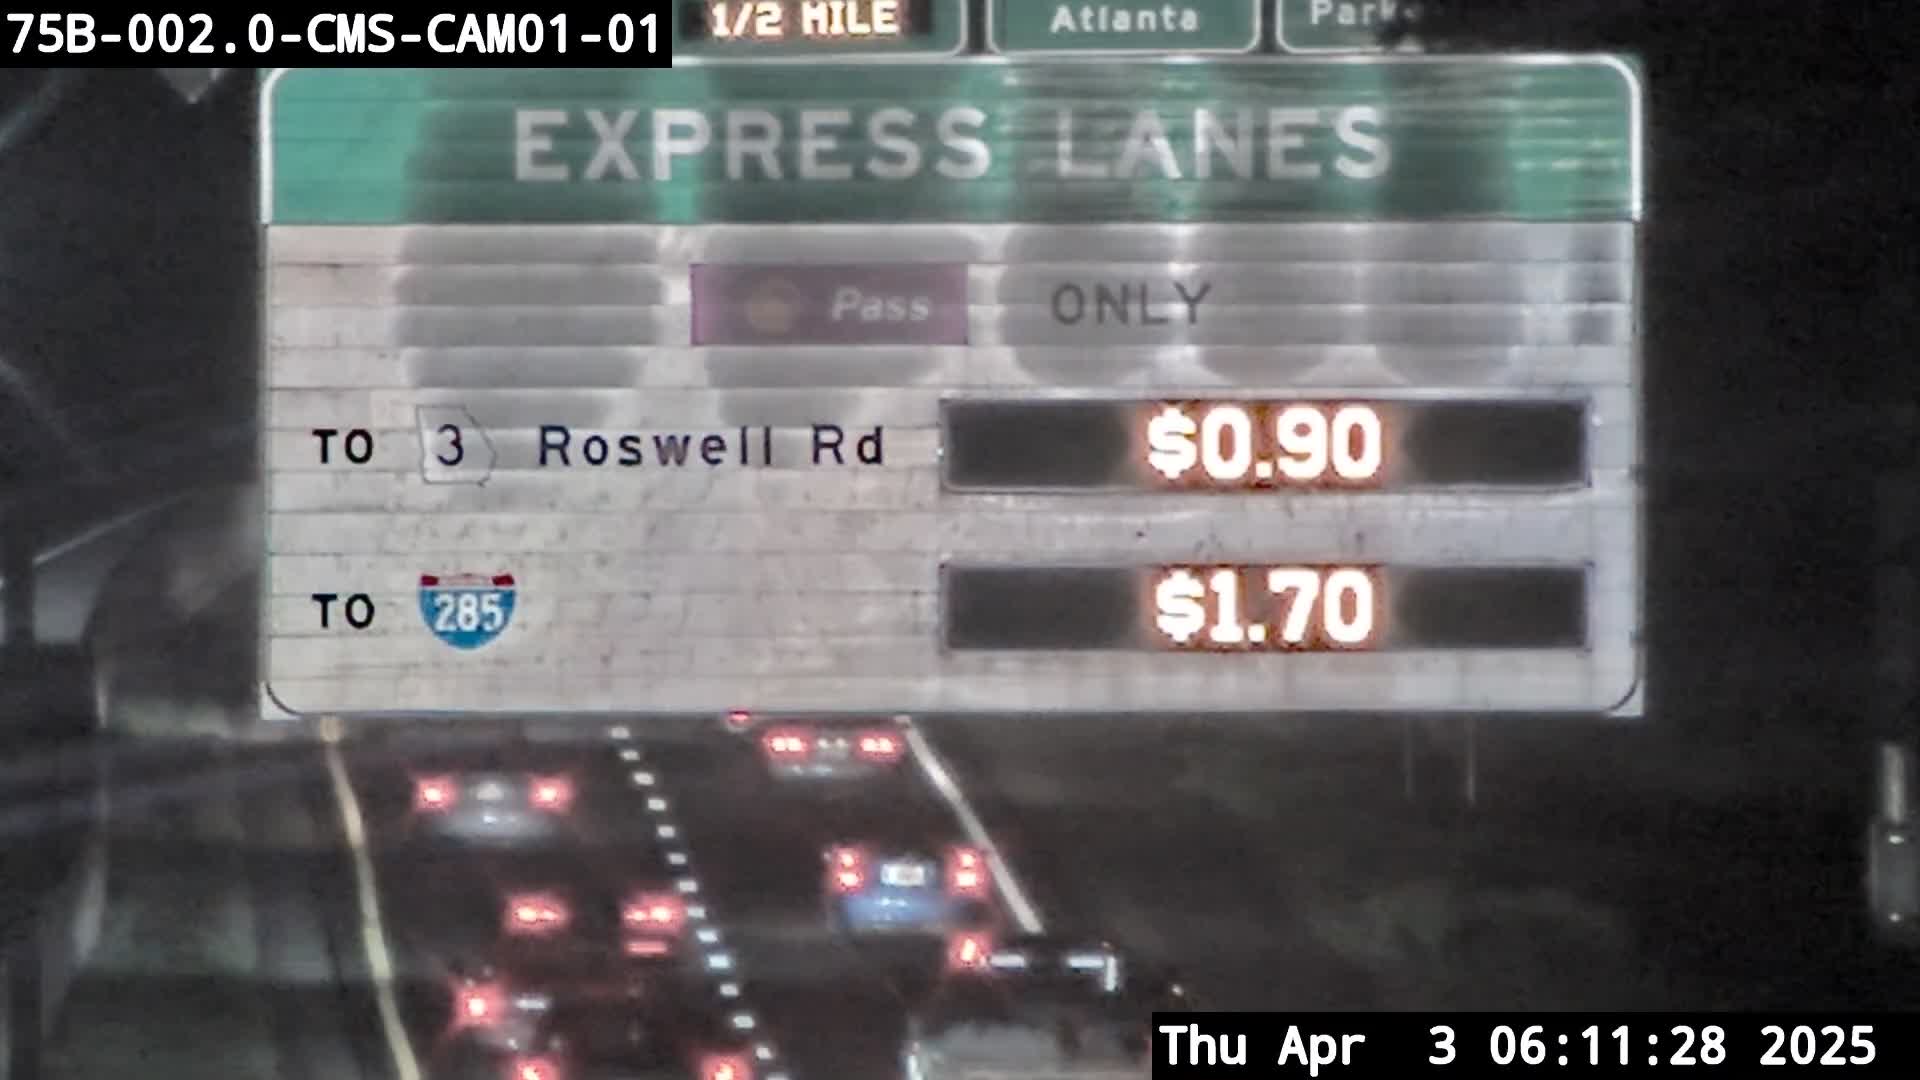 75B-002.0-CMS-CAM01-01
1/2 MILE
Atlanta
EXPRESS LANES
Pass ONLY
TO 3 Roswell Rd $0.90
TO 285 $1.70
Thu Apr 3 06:11:28 2025